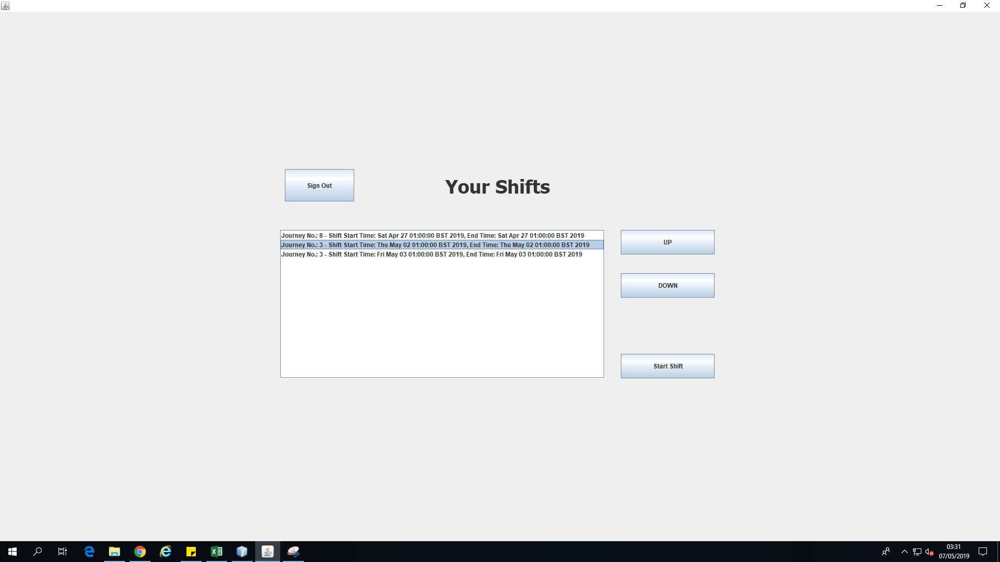 Sign Out
Your Shifts
Journey No.: 8 - Shift Start Time: Sat Apr 27 01:00:00 BST 2019, End Time: Sat Apr 27 01:00:00 BST 2019
Journey No.: 3 - Shift Start Time: Thu May 02 01:00:00 BST 2019, End Time: Thu May 02 01:00:00 BST 2019
Journey No.: 3 - Shift Start Time: Fri May 03 01:00:00 BST 2019, End Time: Fri May 03 01:00:00 BST 2019
UP
DOWN
Start Shift
03:31
07/05/2019